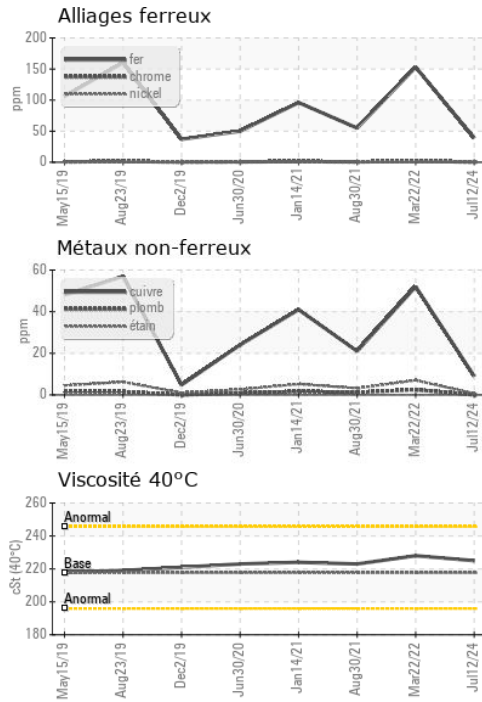 Alliages ferreux
200
150
100
50
0
ppm
fer
chrome
nickel
May15/19
Aug23/19
Dec2/19
Jun30/20
Jan14/21
Aug30/21
Mar22/22
Jul12/24
Métaux non-ferreux
60
40
20
0
ppm
cuivre
plomb
étain
May15/19
Aug23/19
Dec2/19
Jun30/20
Jan14/21
Aug30/21
Mar22/22
Jul12/24
Viscosité 40°C
260
240
220
200
180
cSt (40°C)
Anormal
Base
Anormal
May15/19
Aug23/19
Dec2/19
Jun30/20
Jan14/21
Aug30/21
Mar22/22
Jul12/24